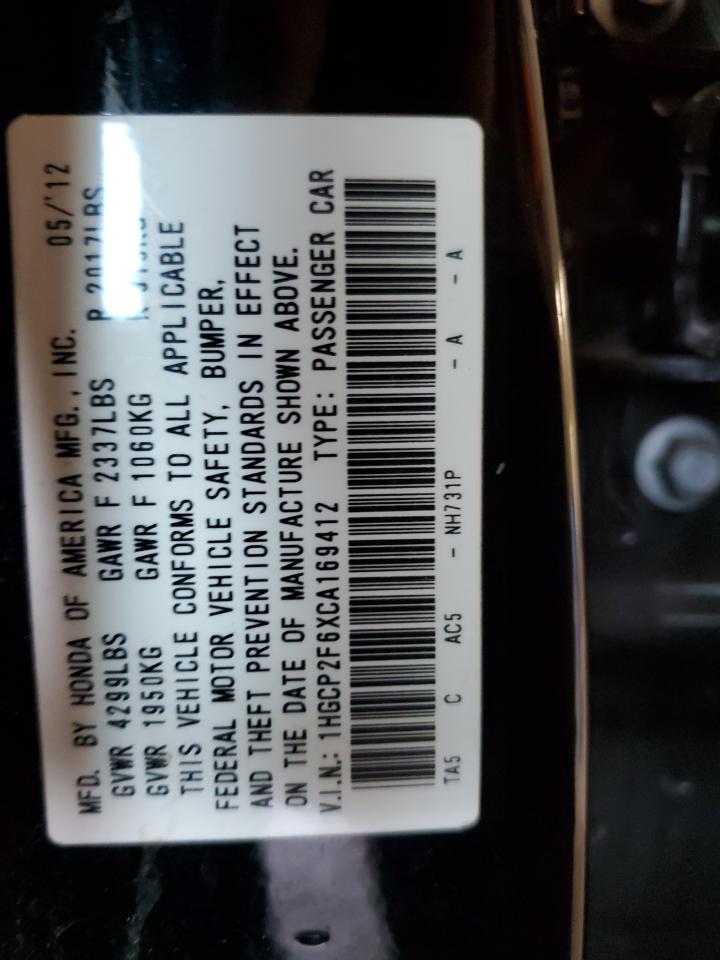 MFD. BY HONDA OF AMERICA MFG., INC. 05/'12
GVWR 4299LBS GAWR F 2337LBS R 2017LBS
GVWR 1950KG GAWR F 1060KG
THIS VEHICLE CONFORMS TO ALL APPLICABLE
FEDERAL MOTOR VEHICLE SAFETY, BUMPER,
AND THEFT PREVENTION STANDARDS IN EFFECT
ON THE DATE OF MANUFACTURE SHOWN ABOVE.
V.I.N.: 1HGCP2F6XCA169412 TYPE: PASSENGER CAR
TA5 C AC5 - NH731P - A - A